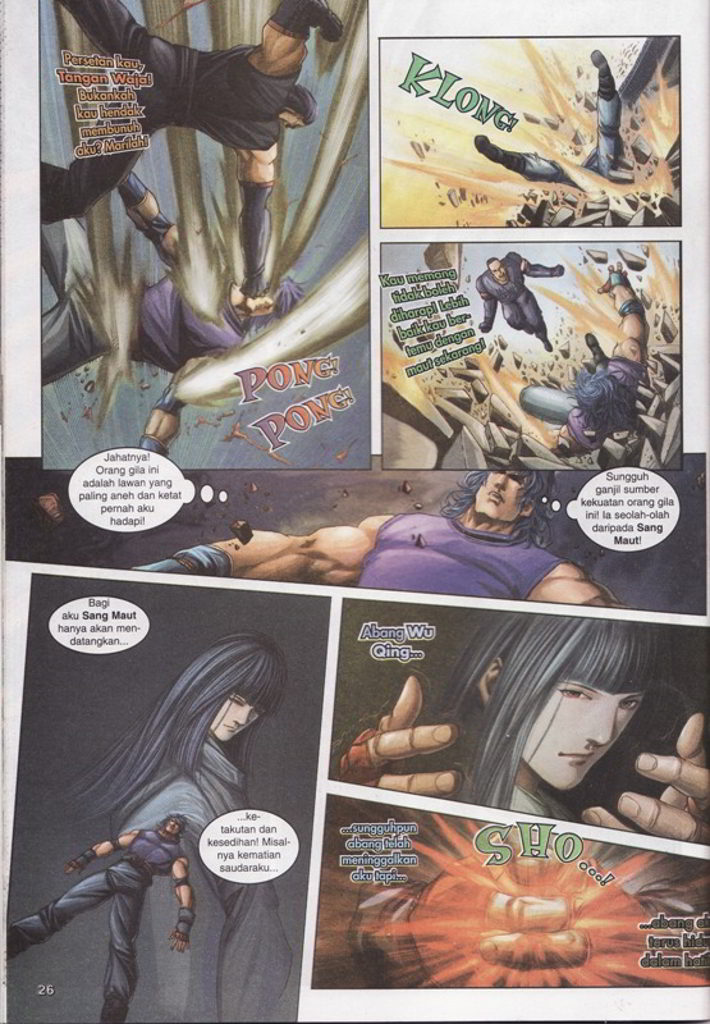 Persetan kau,
Tangan Waja!
Bukankah
kau hendak
membunuh
aku? Marilah!
KLONG!
PONG!
PONG!
Kau memang
tidak boleh
diharap! Lebih
baik kau ber-
temu dengan
maut sekarang!
Jahatnya!
Orang gila ini
adalah lawan yang
paling aneh dan ketat
pernah aku
hadapi!
Sungguh
ganjil sumber
kekuatan orang gila
ini! Ia seolah-olah
daripada Sang
Maut!
Bagi
aku Sang Maut
hanya akan men-
datangkan...
...ke-
takutan dan
kesedihan! Misal-
nya kematian
saudaraku...
Abang Wu
Qing...
...sungguhpun
abang telah
meninggalkan
aku tapi...
SHO...!
...abang
terus
dalam
26